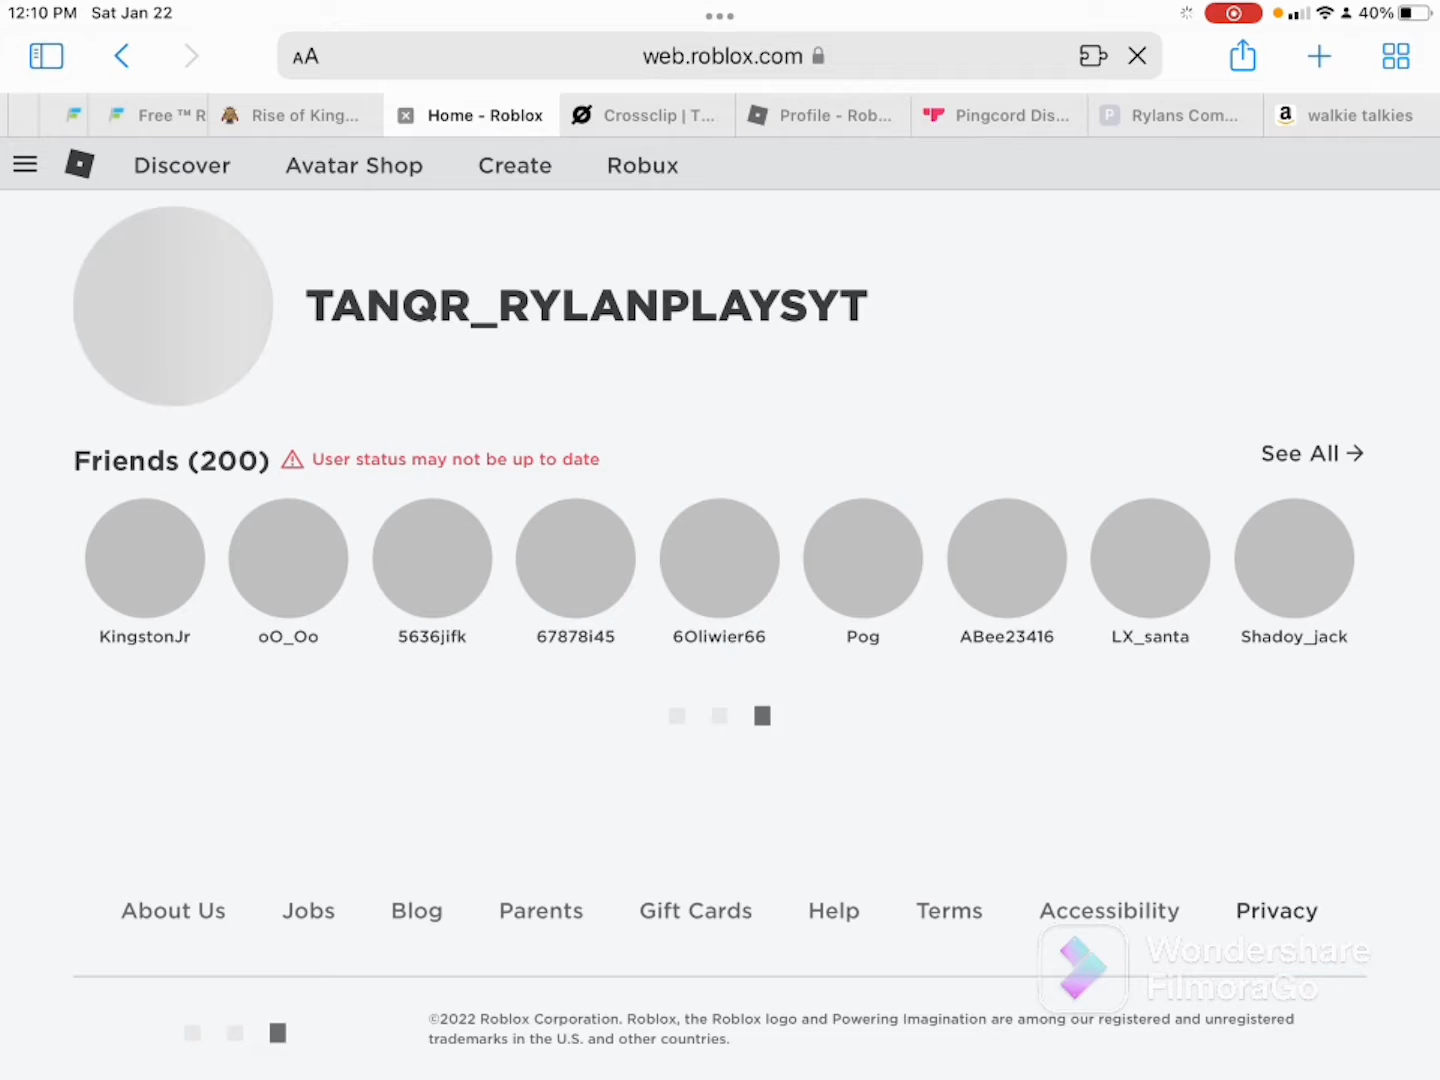 12:10 PM Sat Jan 22
40%
AA web.roblox.com
Free ™ R Rise of King... Home - Roblox Crossclip | T... Profile - Rob... Pingcord Dis... P Rylans Com... a walkie talkies
Discover Avatar Shop Create Robux
TANQR_RYLANPLAYSYT
Friends (200) User status may not be up to date See All
KingstonJr oO_Oo 5636jifk 67878i45 6Oliwier66 Pog ABee23416 LX_santa Shadoy_jack
About Us Jobs Blog Parents Gift Cards Help Terms Accessibility Privacy
Wondershare
FilmoraGo
©2022 Roblox Corporation. Roblox, the Roblox logo and Powering Imagination are among our registered and unregistered
trademarks in the U.S. and other countries.